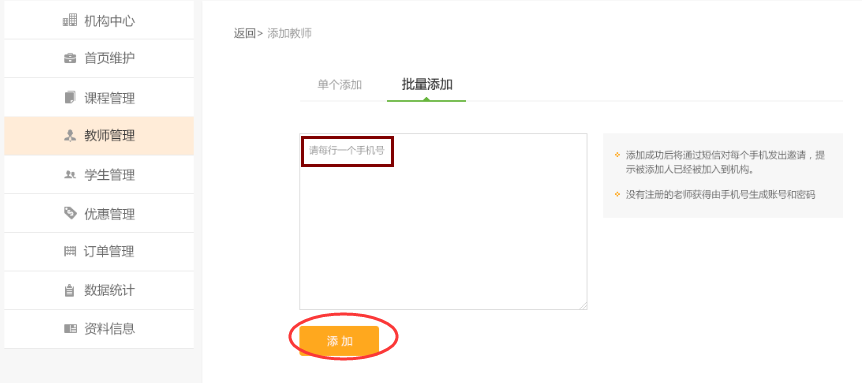 机构中心
首页维护
课程管理
教师管理
学生管理
优惠管理
订单管理
数据统计
资料信息
返回> 添加教师
单个添加 批量添加
请每行一个手机号
添加成功后将通过短信对每个手机发出邀请，提
示被添加人已经被加入到机构。
没有注册的老师获得由手机号生成账号和密码
添 加